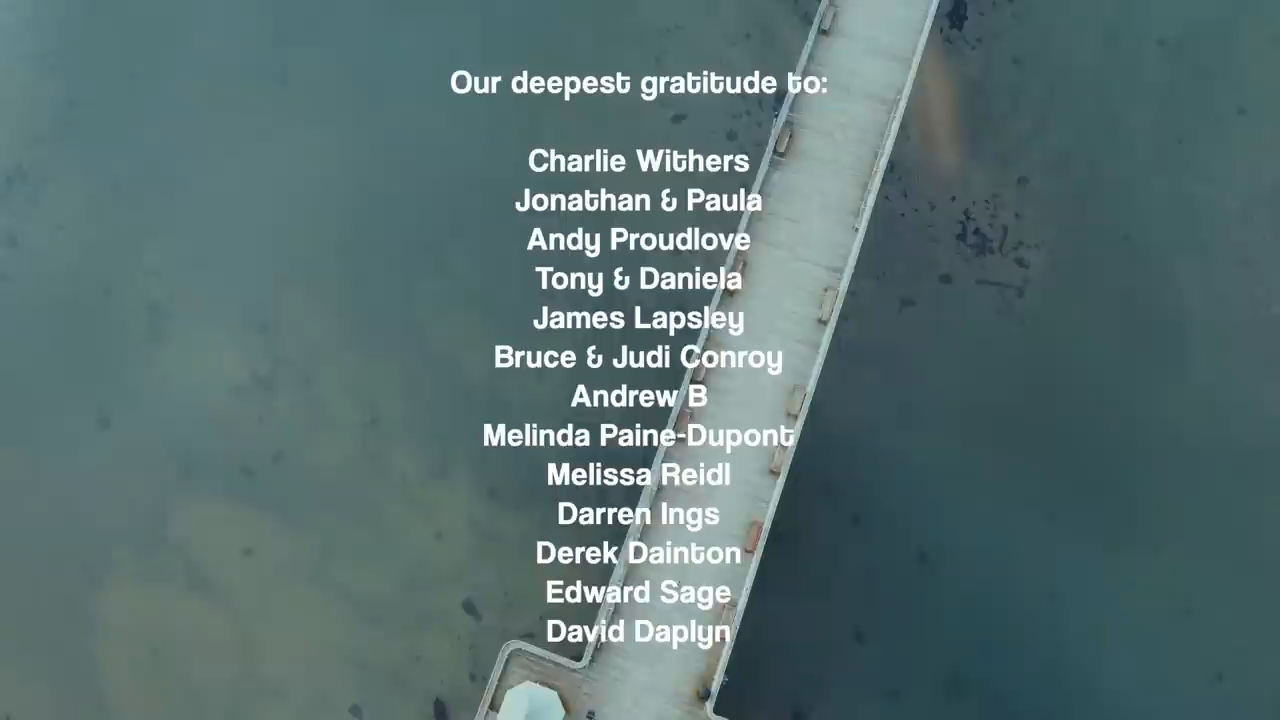 Our deepest gratitude to:
Charlie Withers
Jonathan & Paula
Andy Proudlove
Tony & Daniela
James Lapsley
Bruce & Judi Conroy
Andrew B
Melinda Paine-Dupont
Melissa Reidl
Darren Ings
Derek Dainton
Edward Sage
David Daplyn